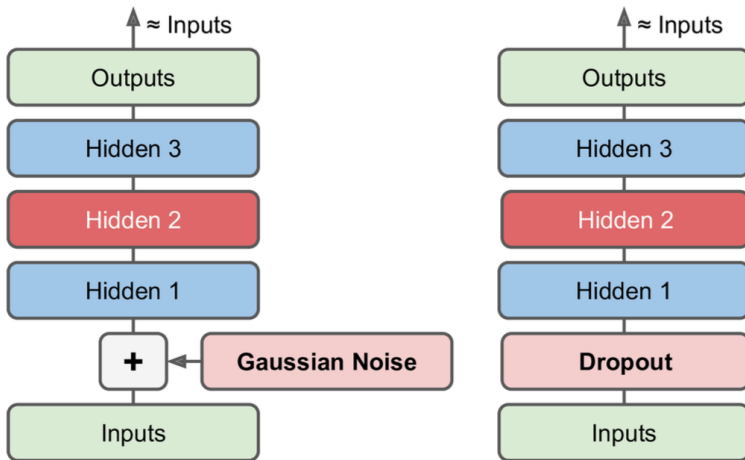 ≈ Inputs
Outputs
Hidden 3
Hidden 2
Hidden 1
+
Gaussian Noise
Inputs
≈ Inputs
Outputs
Hidden 3
Hidden 2
Hidden 1
Dropout
Inputs